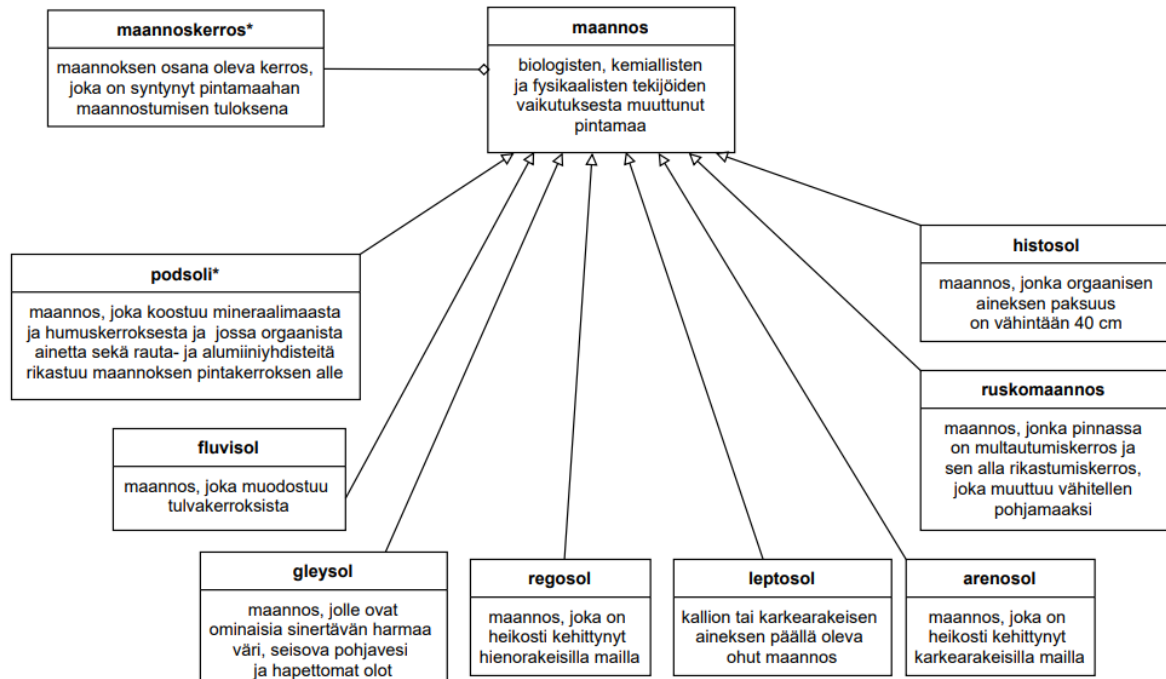 maannoskerros*
maannoksen osana oleva kerros,
joka on syntynyt pintamaahan
maannostumisen tuloksena
maannos
biologisten, kemiallisten
ja fysikaalisten tekijöiden
vaikutuksesta muuttunut
pintamaa
podsoli*
maannos, joka koostuu mineraalimaasta
ja humuskerroksesta ja jossa orgaanista
ainetta sekä rauta- ja alumiiniyhdisteitä
rikastuu maannoksen pintakerroksen alle
histosol
maannos, jonka orgaanisen
aineksen paksuus
on vähintään 40 cm
ruskomaannos
maannos, jonka pinnassa
on multautumiskerros ja
sen alla rikastumiskerros,
joka muuttuu vähitellen
pohjamaaksi
fluvisol
maannos, joka muodostuu
tulvakerroksista
gleysol
maannos, jolle ovat
ominaisia sinertävän harmaa
väri, seisova pohjavesi
ja hapettomat olot
regosol
maannos, joka on
heikosti kehittynyt
hienorakeisilla mailla
leptosol
kallion tai karkearakeisen
aineksen päällä oleva
ohut maannos
arenosol
maannos, joka on
heikosti kehittynyt
karkearakeisilla mailla